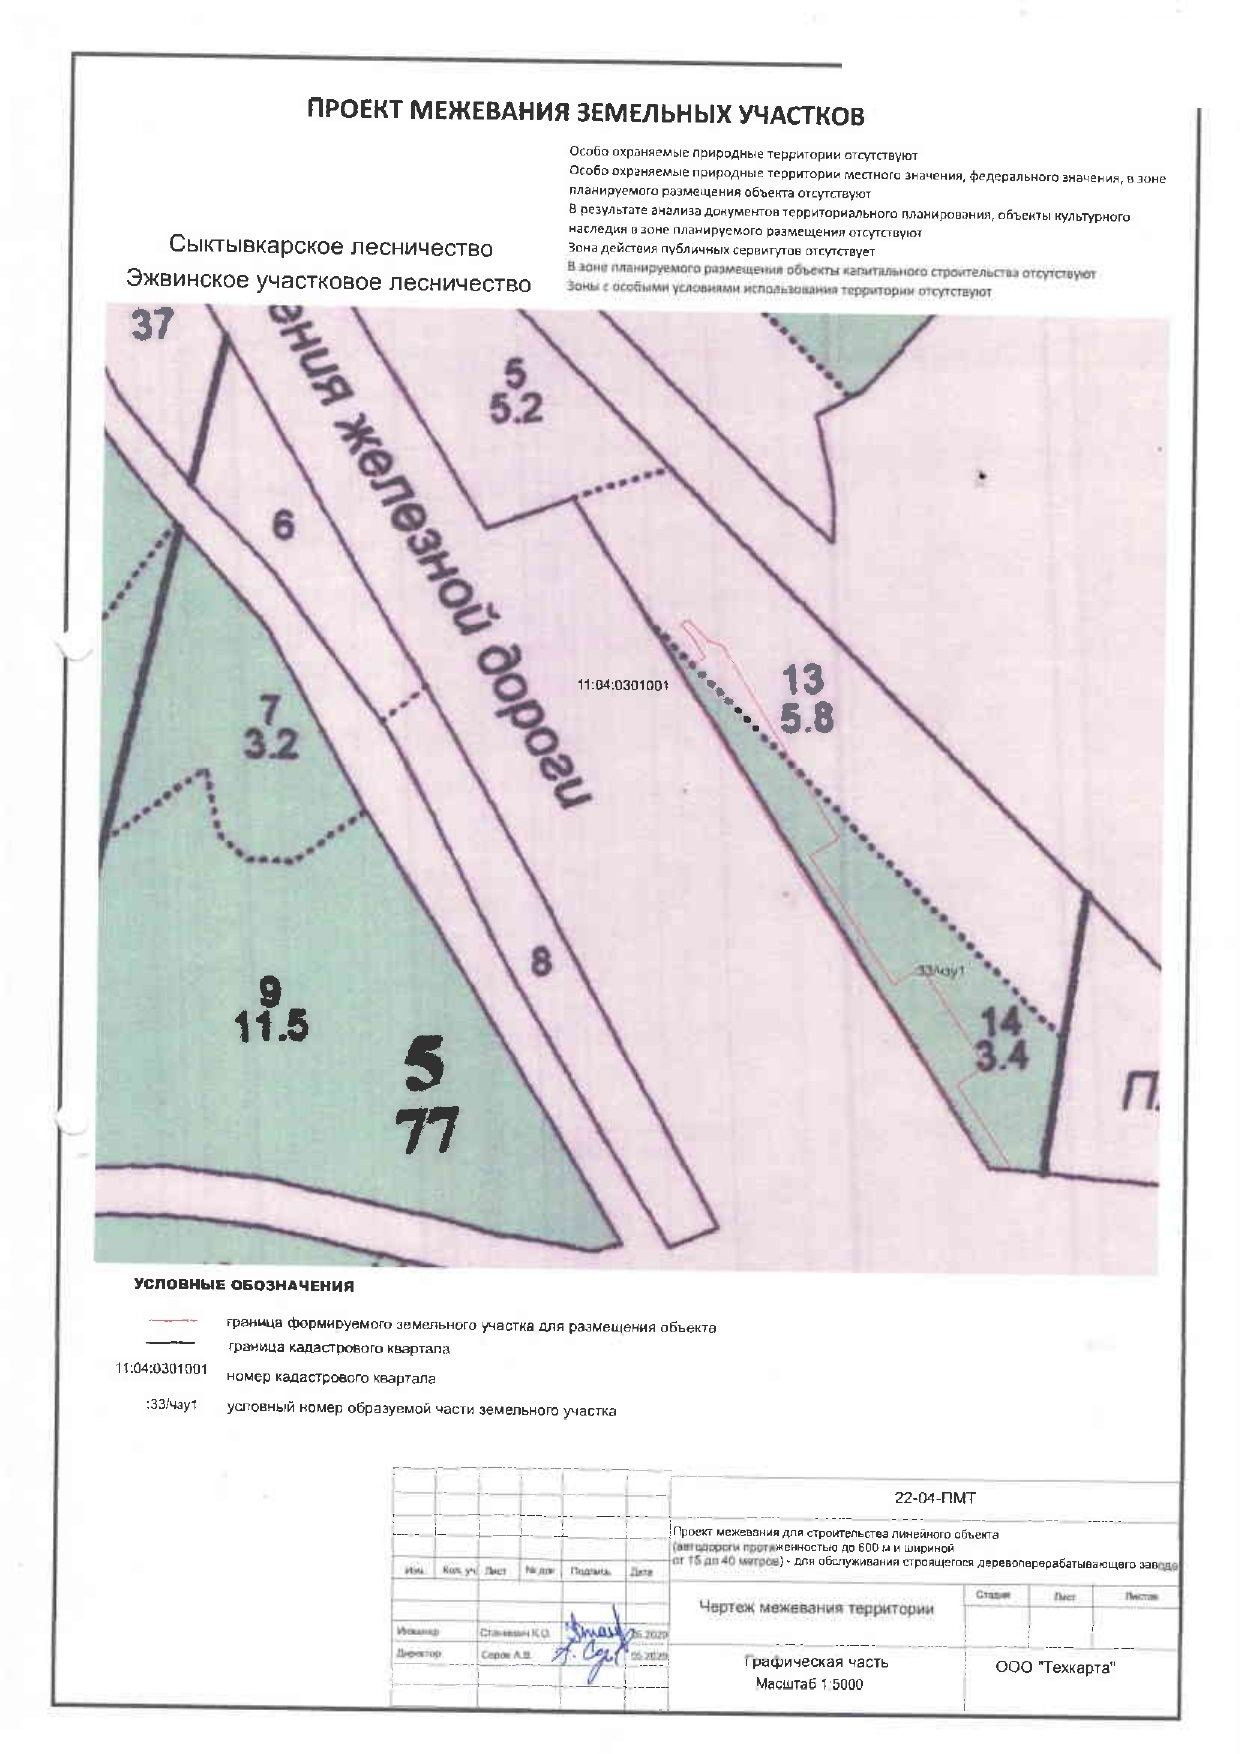 ПРОЕКТ МЕЖЕВАНИЯ ЗЕМЕЛЬНЫХ УЧАСТКОВ
Особо охраняемые природные территории отсутствуют
Особо охраняемые природные территории местного значения, федерального значения, в зоне
планируемого размещения объекта отсутствуют
В результате анализа документов территориального планирования, объекты культурного
наследия в зоне планируемого размещения отсутствуют
Зона действия публичных сервитутов отсутствует
В зоне планируемого размещения объекты капитального строительства отсутствуют
Зоны с особыми условиями использования территории отсутствуют
Сыктывкарское лесничество
Эжвинское участковое лесничество
37
ения железной дороги
5
5.2
6
11:04:0301001
13
5.8
7
3.2
8
33/чау1
9
11.5
14
3.4
5
77
П.
УСЛОВНЫЕ ОБОЗНАЧЕНИЯ
граница формируемого земельного участка для размещения объекта
граница кадастрового квартала
11:04:0301001 номер кадастрового квартала
:33/чау1 условный номер образуемой части земельного участка
22-04-ПМТ
Проект межевания для строительства линейного объекта
(автодороги протяженностью до 600 м и шириной
от 15 до 40 метров) - для обслуживания строящегося деревоперерабатывающего завода
Изм. Кол. уч Лист № док Подпись Дата
Чертеж межевания территории
Стадия Лист Листов
Инженер К.О. 05.2020
Директор Серов А.В. 05.2020
Графическая часть
Масштаб 1:5000
ООО "Техкарта"